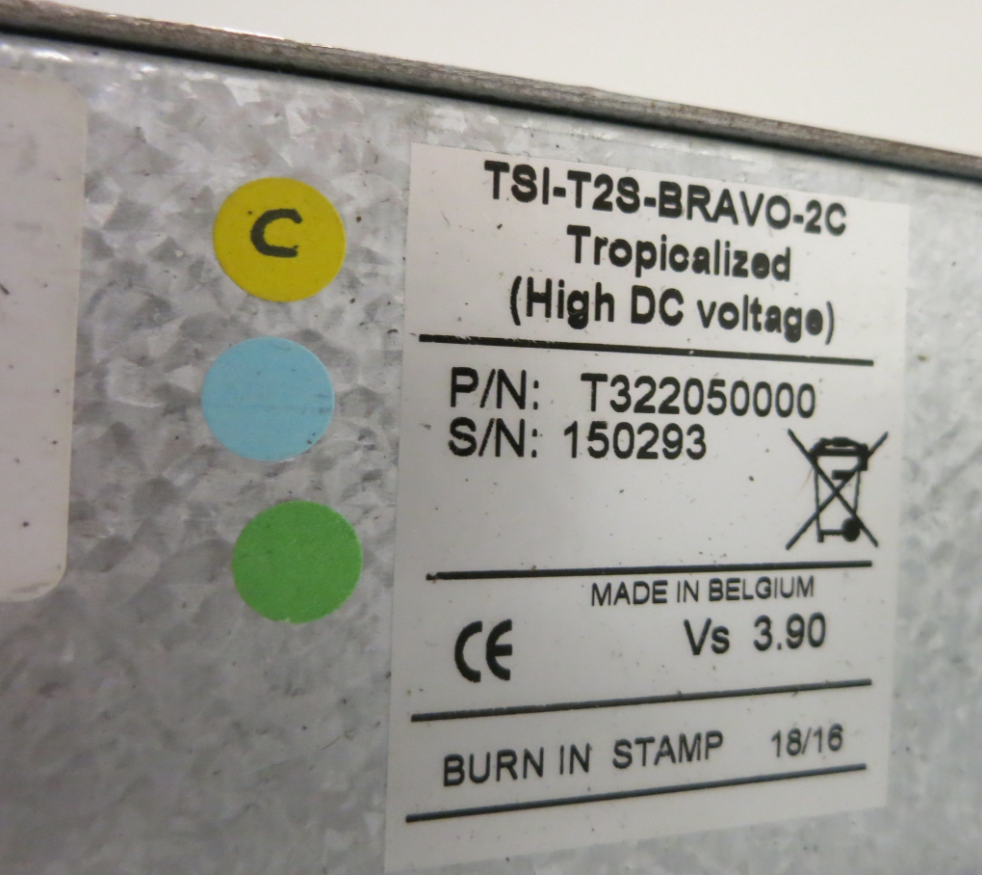 C
TSI-T2S-BRAVO-2C
Tropicalized
(High DC voltage)
P/N: T322050000
S/N: 150293
MADE IN BELGIUM
CE
Vs 3.90
BURN IN STAMP 18/16